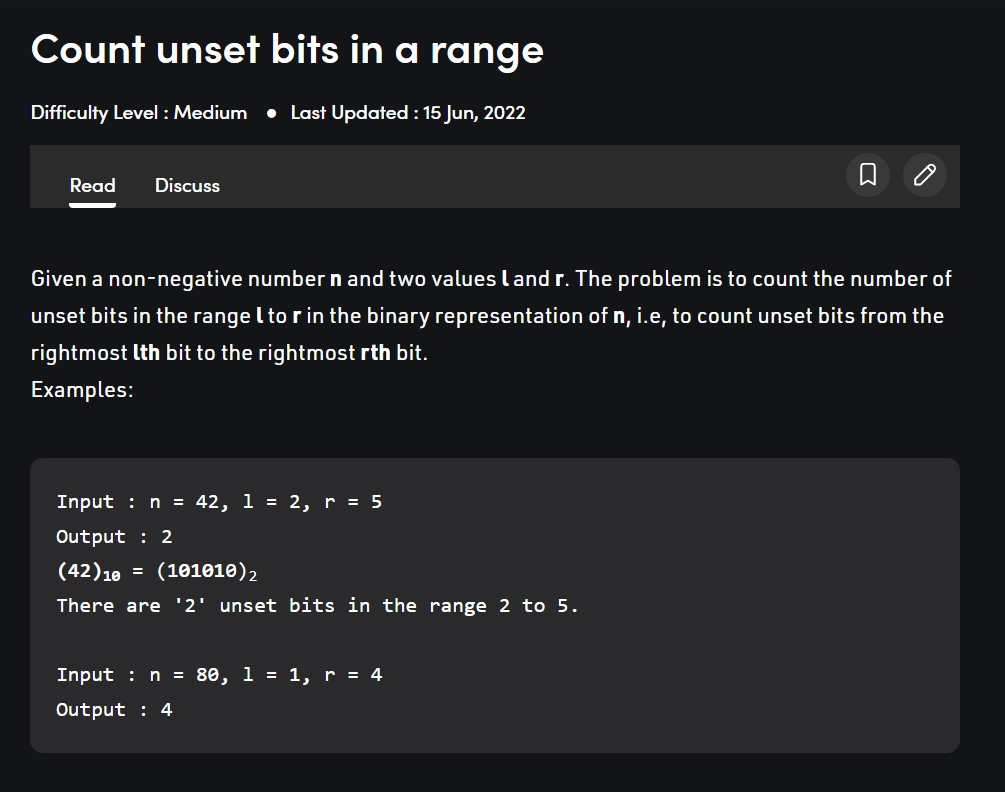 Count unset bits in a range
Difficulty Level : Medium ● Last Updated : 15 Jun, 2022
Read Discuss
Given a non-negative number n and two values l and r. The problem is to count the number of
unset bits in the range l to r in the binary representation of n, i.e, to count unset bits from the
rightmost lth bit to the rightmost rth bit.
Examples:
Input : n = 42, l = 2, r = 5
Output : 2
(42)₁₀ = (101010)₂
There are '2' unset bits in the range 2 to 5.
Input : n = 80, l = 1, r = 4
Output : 4